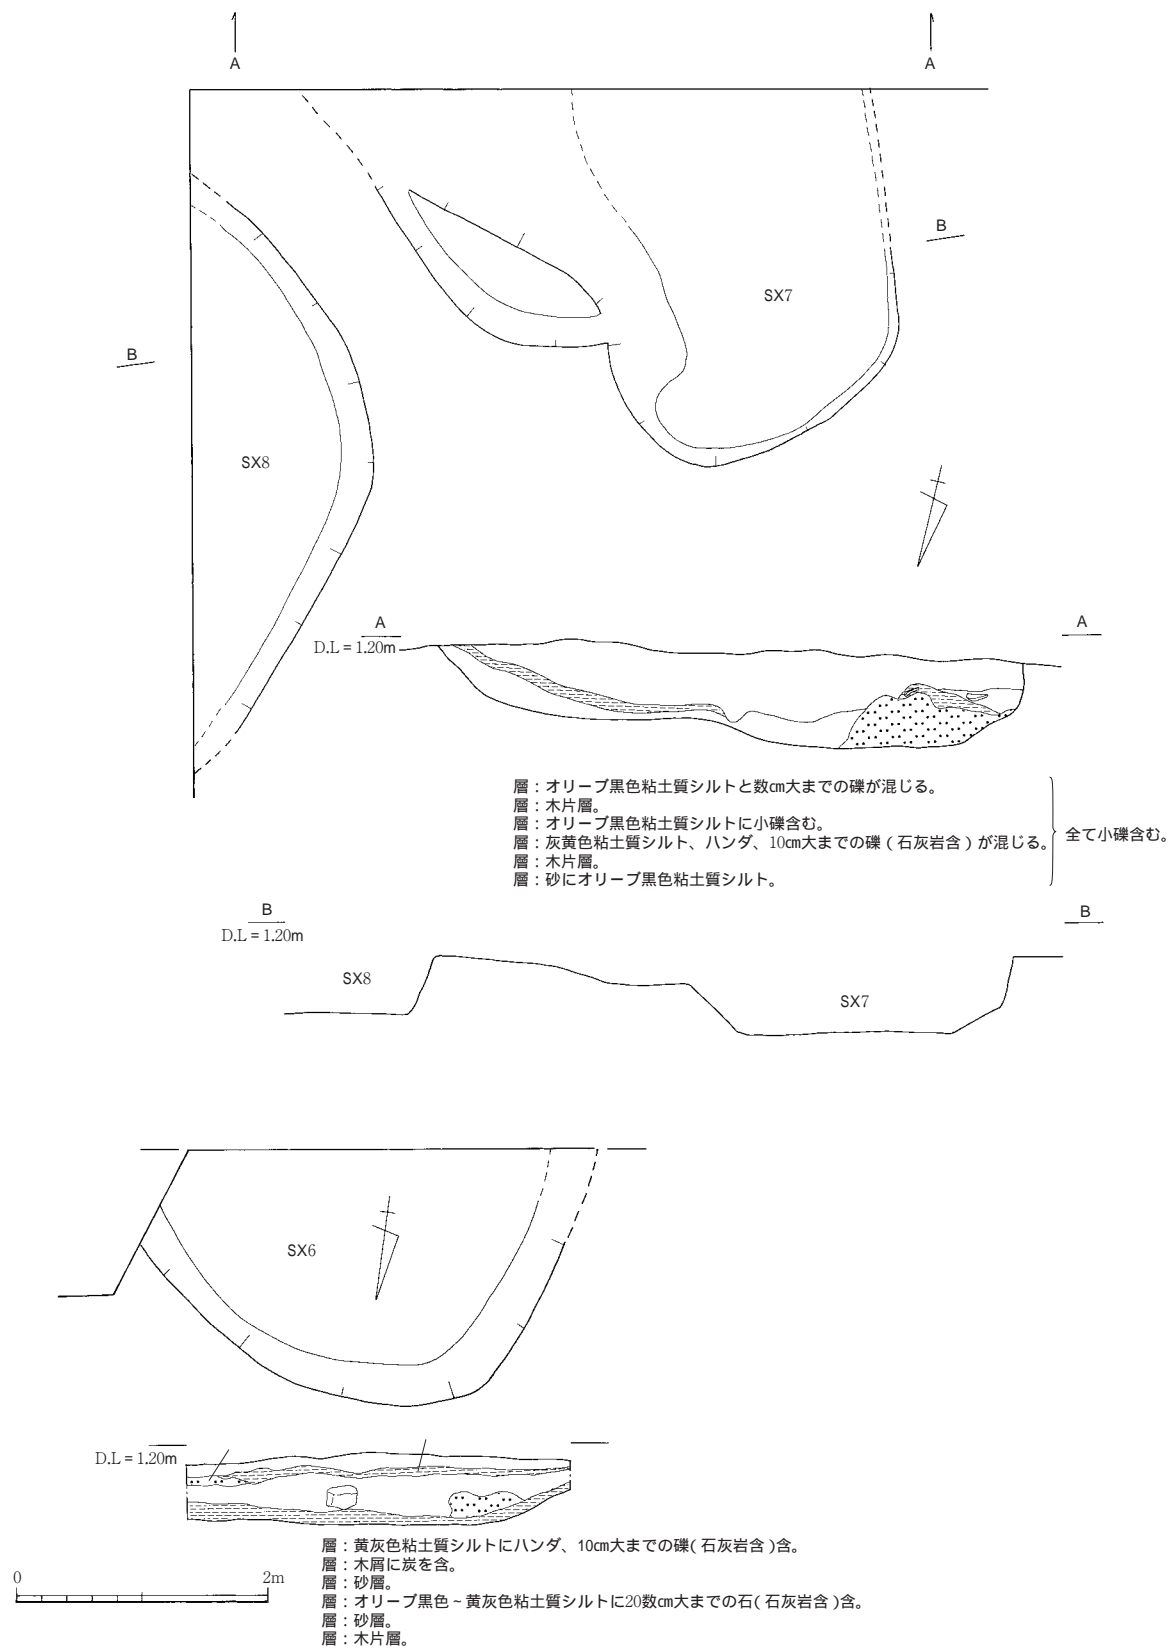 A
A
B
B
SX7
SX8
A
A
D.L = 1.20m
層：オリーブ黒色粘土質シルトと数㎝大までの礫が混じる。
層：木片層。
層：オリーブ黒色粘土質シルトに小礫含む。
層：灰黄色粘土質シルト、ハンダ、10㎝大までの礫（石灰岩含）が混じる。
層：木片層。
層：砂にオリーブ黒色粘土質シルト。
全て小礫含む。
B
B
D.L = 1.20m
SX8
SX7
SX6
D.L = 1.20m
層：黄灰色粘土質シルトにハンダ、10㎝大までの礫(石灰岩含)含。
層：木屑に炭を含。
層：砂層。
層：オリーブ黒色～黄灰色粘土質シルトに20数㎝大までの石(石灰岩含)含。
層：砂層。
層：木片層。
0 2m